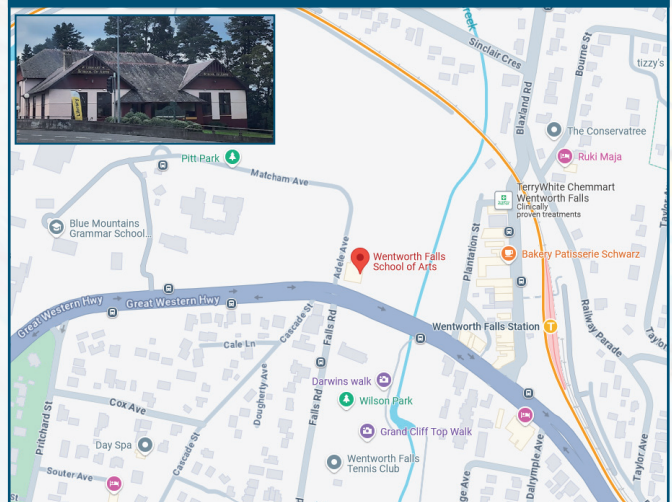 Creek
Sinclair Cres
Bourne St
tizzy's
Blaxland Rd
The Conservatree
Ruki Maja
Pitt Park
Matcham Ave
TerryWhite Chemmart
Wentworth Falls
Clinically
proven treatments
Blue Mountains
Grammar School...
Adele Ave
Wentworth Falls
School of Arts
Plantation St
Bakery Patisserie Schwarz
Great Western Hwy
Great Western Hwy
Cascade St
Falls Rd
Wentworth Falls Station
T
Railway Parade
Cale Ln
Dougherty Ave
Darwins walk
Wilson Park
Falls Rd
Cox Ave
Grand Cliff Top Walk
Pritchard St
Day Spa
Cascade St
Wentworth Falls
Tennis Club
Souter Ave
Dalrymple Ave
Taylor Ave